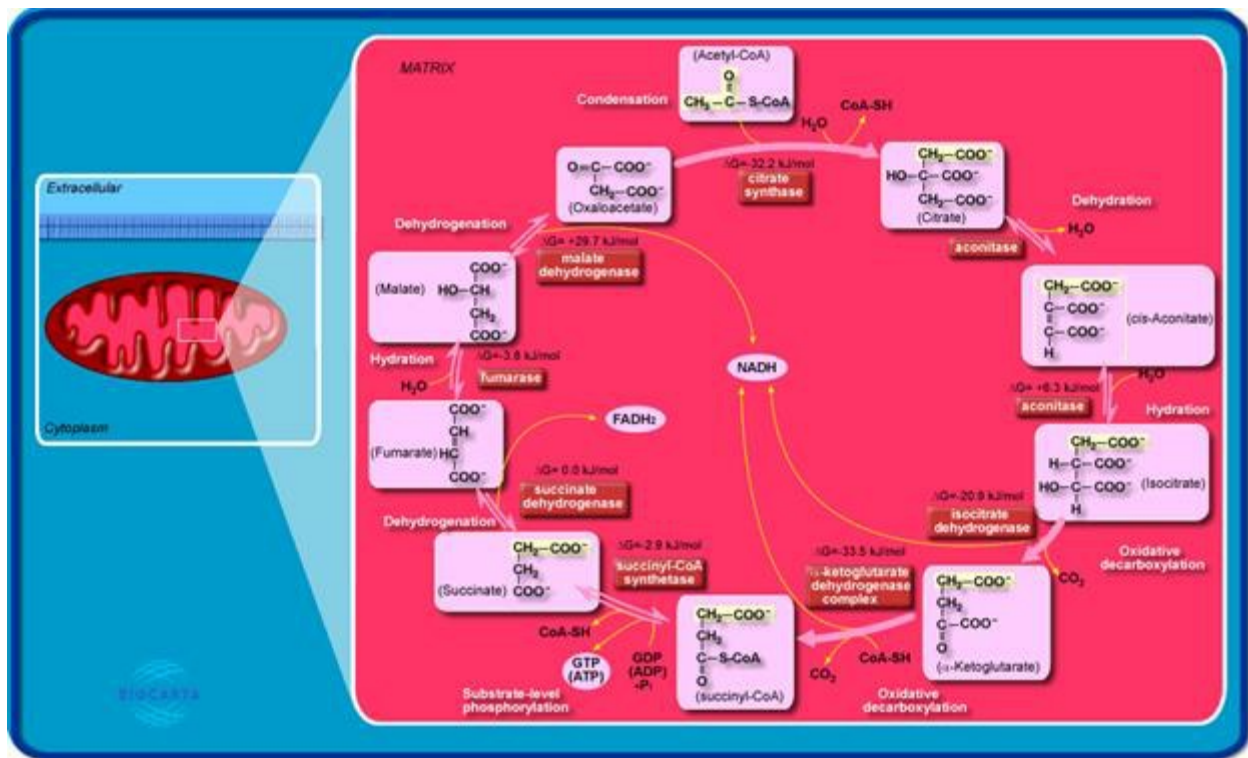 MATRIX
(Acetyl-CoA)
O
CH₃–C–S-CoA
Condensation
H₂O
CoA-SH
ΔG=-32.2 kJ/mol
citrate
synthase
O=C–COO⁻
CH₂–COO⁻
(Oxaloacetate)
CH₂–COO⁻
HO–C–COO⁻
CH₂–COO⁻
(Citrate)
Dehydration
H₂O
aconitase
CH₂–COO⁻
C–COO⁻
C–COO⁻
H
(cis-Aconitate)
ΔG= +6.3 kJ/mol
H₂O
aconitase
Hydration
CH₂–COO⁻
H–C–COO⁻
HO–C–COO⁻
H
(Isocitrate)
ΔG=-20.9 kJ/mol
isocitrate
dehydrogenase
Oxidative
decarboxylation
CO₂
CH₂–COO⁻
CH₂
C–COO⁻
O
(α-Ketoglutarate)
ΔG=-33.5 kJ/mol
α-ketoglutarate
dehydrogenase
complex
CoA-SH
CO₂
Oxidative
decarboxylation
CH₂–COO⁻
CH₂
C–S-CoA
O
(succinyl-CoA)
ΔG=-2.9 kJ/mol
succinyl-CoA
synthetase
CoA-SH
GTP
(ATP)
GDP
(ADP)
+Pᵢ
Substrate-level
phosphorylation
CH₂–COO⁻
CH₂
COO⁻
(Succinate)
ΔG= 0.0 kJ/mol
succinate
dehydrogenase
Dehydrogenation
FADH₂
COO⁻
CH
HC
COO⁻
(Fumarate)
Hydration
H₂O
ΔG=-3.8 kJ/mol
fumarase
COO⁻
HO–CH
CH₂
COO⁻
(Malate)
Dehydrogenation
ΔG= +29.7 kJ/mol
malate
dehydrogenase
NADH
Extracellular
Cytoplasm
BIOCARTA